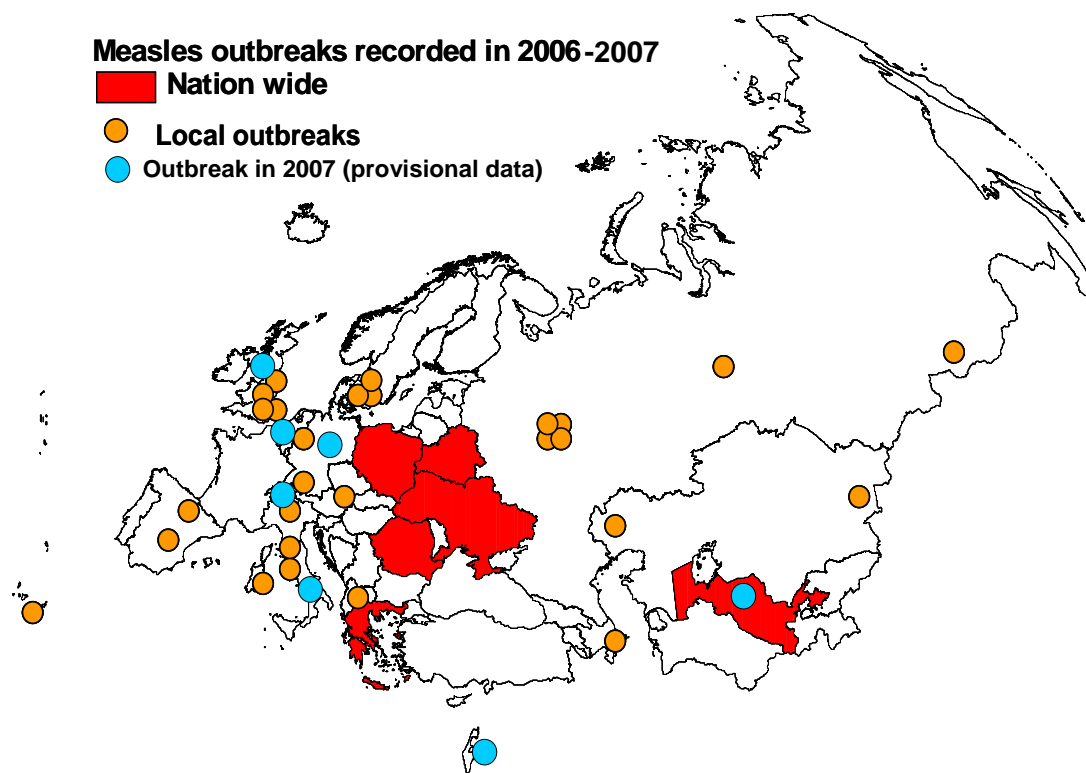 Measles outbreaks recorded in 2006-2007
Nation wide
Local outbreaks
Outbreak in 2007 (provisional data)